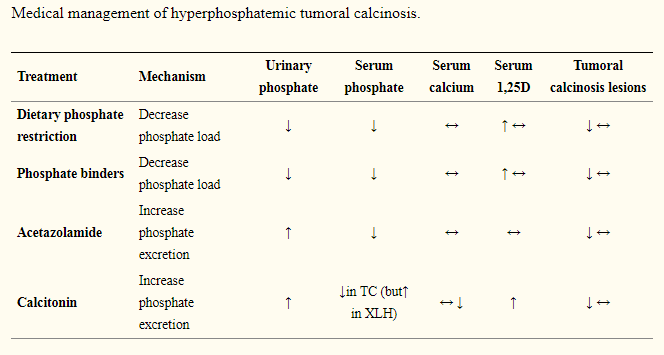 Medical management of hyperphosphatemic tumoral calcinosis.
Urinary Serum Serum Serum Tumoral
Treatment Mechanism
phosphate phosphate calcium 1,25D calcinosis lesions
Dietary phosphate Decrease
↓ ↓ ↔ ↑↔ ↓↔
restriction phosphate load
Decrease
Phosphate binders ↓ ↓ ↔ ↑↔ ↓↔
phosphate load
Increase
Acetazolamide phosphate ↑ ↓ ↔ ↔ ↓↔
excretion
Increase
↓in TC (but↑
Calcitonin phosphate ↑ ↔↓ ↑ ↓↔
in XLH)
excretion